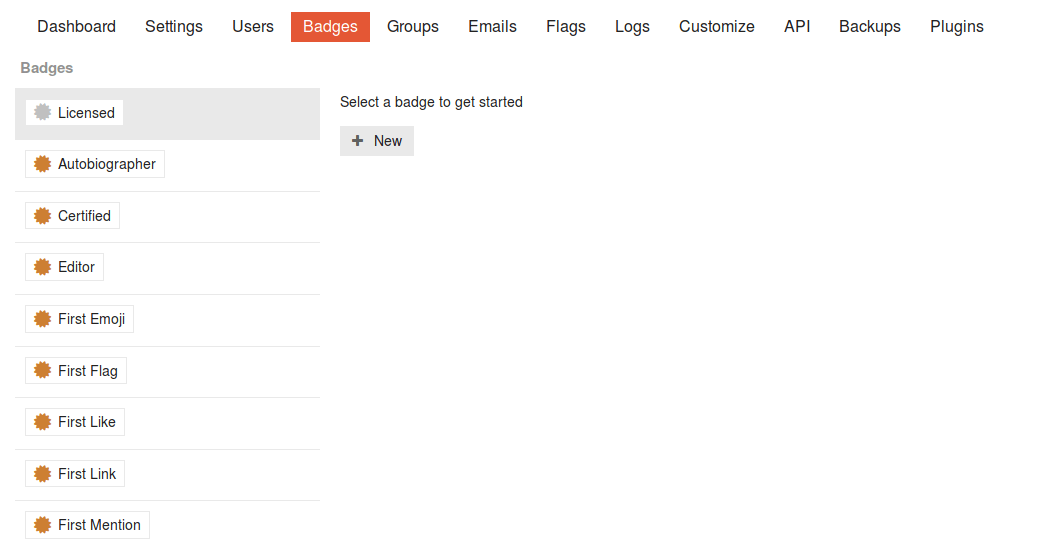 Dashboard Settings Users Badges Groups Emails Flags Logs Customize API Backups Plugins
Badges
Licensed
Autobiographer
Certified
Editor
First Emoji
First Flag
First Like
First Link
First Mention
Select a badge to get started
+ New